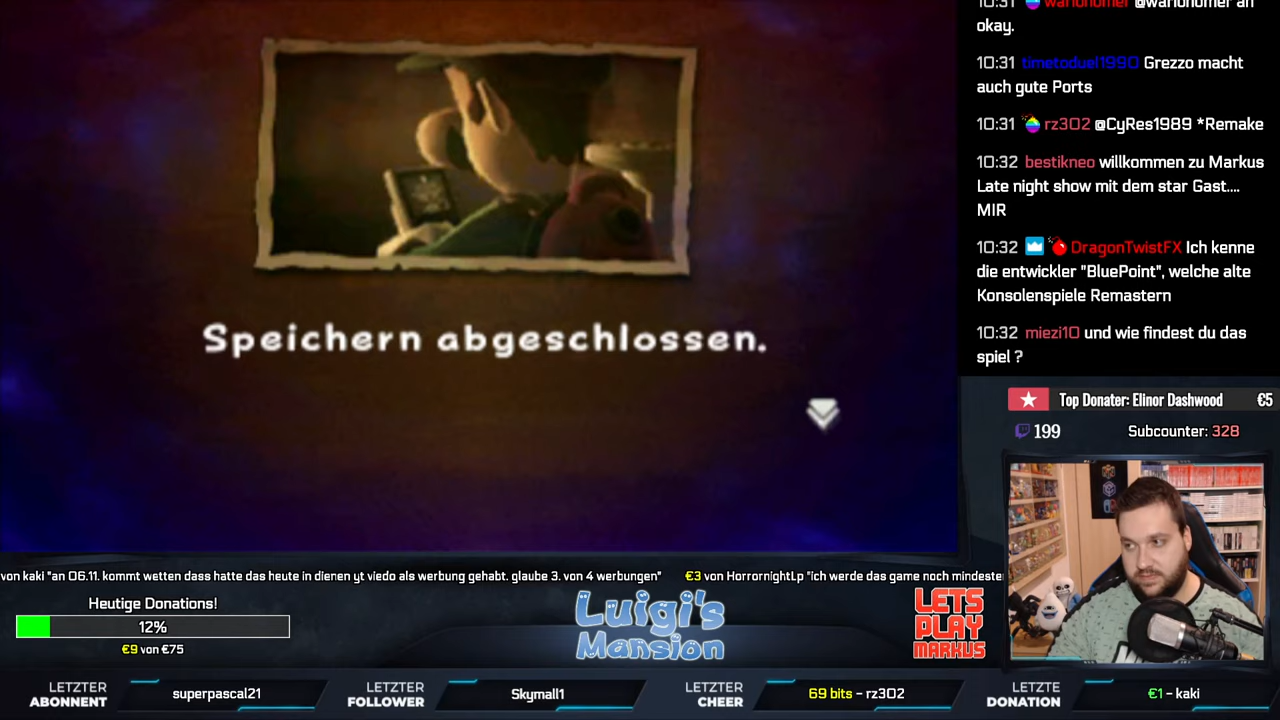 Speichern abgeschlossen.
10:31 warionomer @warionomer ah
okay.
10:31 timetoduel1990 Grezzo macht
auch gute Ports
10:31 rz302 @CyRes1989 *Remake
10:32 bestikneo willkommen zu Markus
Late night show mit dem star Gast....
MIR
10:32 DragonTwistFX Ich kenne
die entwickler "BluePoint", welche alte
Konsolenspiele Remastern
10:32 miezi10 und wie findest du das
spiel ?
Top Donater: Elinor Dashwood €5
199 Subcounter: 328
von kaki "an 06.11. kommt wetten dass hatte das heute in dienen yt viedo als werbung gehabt. glaube 3. von 4 werbungen" €3 von HorrornightLp "ich werde das game noch mindeste
Heutige Donations!
12%
€9 von €75
Luigi's
Mansion
LETS
PLAY
MARKUS
LETZTER
ABONNENT
superpascal21
LETZTER
FOLLOWER
Skymall1
LETZTER
CHEER
69 bits - rz302
LETZTE
DONATION
€1 - kaki